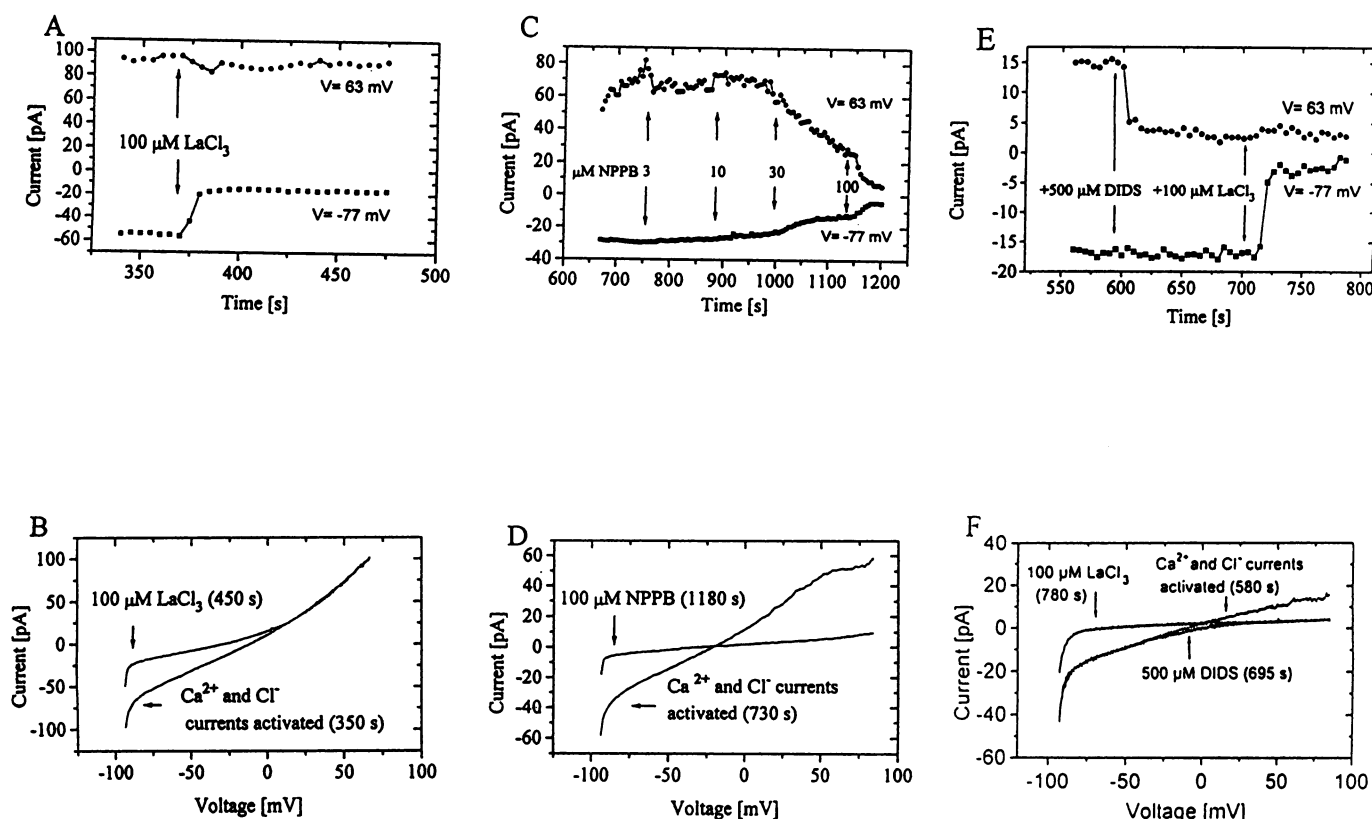 A
100
80
60
40
20
0
-20
-40
-60
Current [pA]
V= 63 mV
100 µM LaCl3
V= -77 mV
350
400
450
500
Time [s]
C
80
60
40
20
0
-20
-40
Current [pA]
V= 63 mV
µM NPPB 3
10
30
100
V= -77 mV
600
700
800
900
1000
1100
1200
Time [s]
E
15
10
5
0
-5
-10
-15
-20
Current [pA]
V= 63 mV
+500 µM DIDS
+100 µM LaCl3
V= -77 mV
550
600
650
700
750
Time [s]
B
100
50
0
-50
-100
Current [pA]
100 µM LaCl3 (450 s)
Ca2+ and Cl-
currents activated (350 s)
-100
-50
0
50
100
Voltage [mV]
D
60
40
20
0
-20
-40
-60
Current [pA]
100 µM NPPB (1180 s)
Ca 2+ and Cl- currents
activated (730 s)
-100
-50
0
50
100
Voltage [mV]
F
40
20
0
-20
-40
-60
Current [pA]
100 µM LaCl3
(780 s)
Ca2+ and Cl- currents
activated (580 s)
500 µM DIDS (695 s)
-100
-50
0
50
100
Voltage [mV]